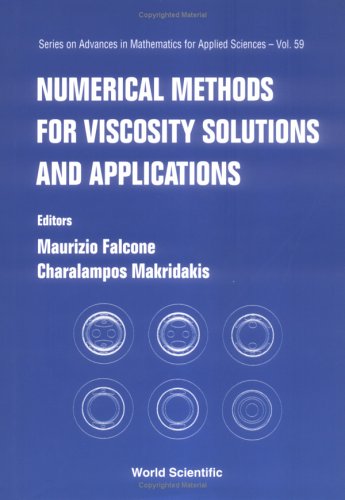 Copyrighted Material
Series on Advances in Mathematics for Applied Sciences – Vol. 59
NUMERICAL METHODS
FOR VISCOSITY SOLUTIONS
AND APPLICATIONS
Editors
Maurizio Falcone
Charalampos Makridakis
World Scientific
Copyrighted Material